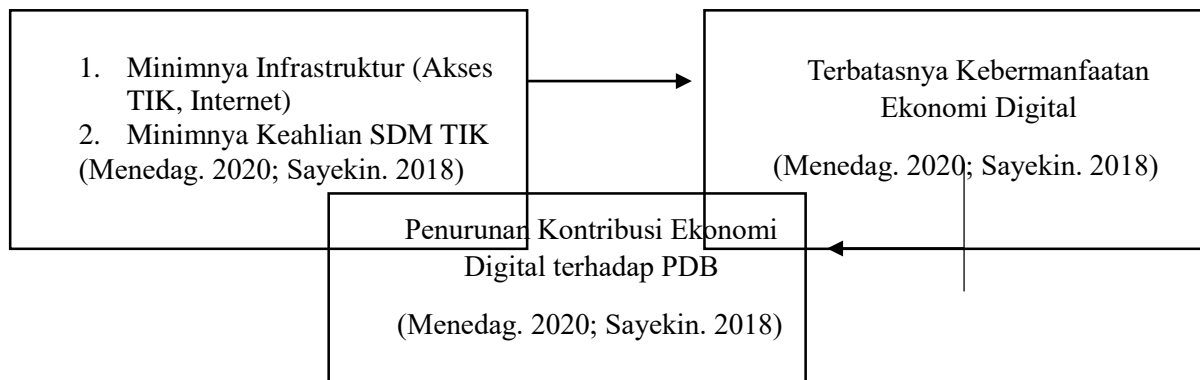 1. Minimnya Infrastruktur (Akses
TIK, Internet)
2. Minimnya Keahlian SDM TIK
(Menedag. 2020; Sayekin. 2018)
Terbatasnya Kebermanfaatan
Ekonomi Digital
(Menedag. 2020; Sayekin. 2018)
Penurunan Kontribusi Ekonomi
Digital terhadap PDB
(Menedag. 2020; Sayekin. 2018)